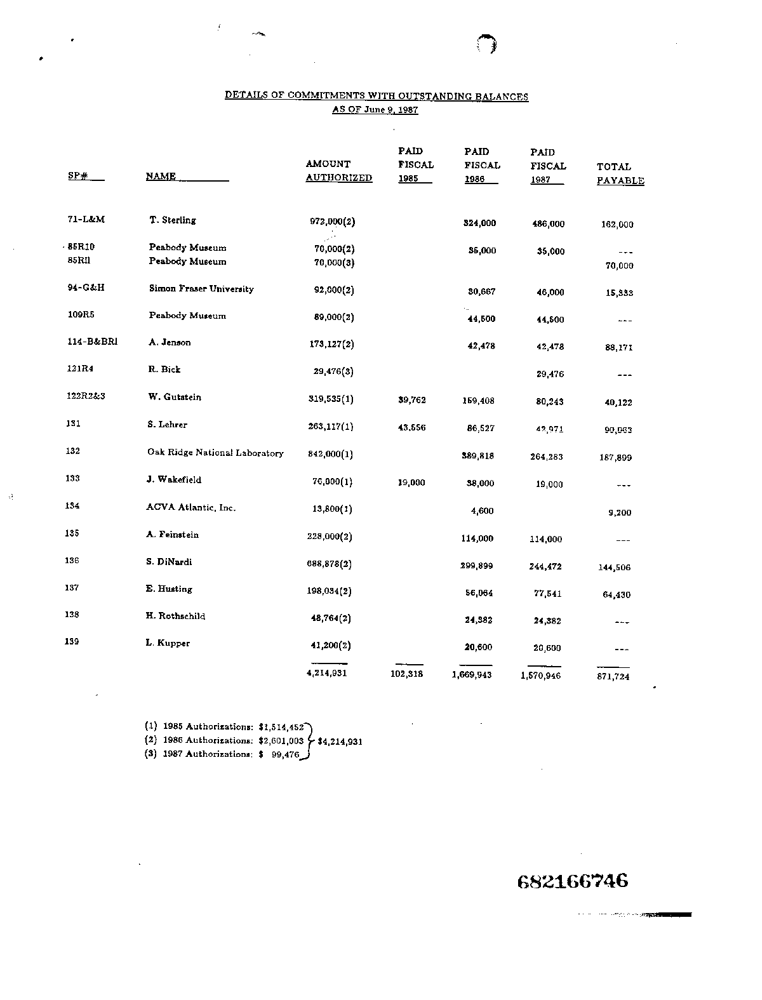 DETAILS OF COMMITMENTS WITH OUTSTANDING BALANCES
AS OF June 9, 1987
SP# NAME AMOUNT AUTHORIZED PAID FISCAL 1985 PAID FISCAL 1986 PAID FISCAL 1987 TOTAL PAYABLE
71-L&M T. Sterling 972,000(2) 324,000 486,000 162,000
85R10 Peabody Museum 70,000(2) 35,000 35,000 ---
85R11 Peabody Museum 70,000(3) 70,000
94-G&H Simon Fraser University 92,000(2) 30,667 46,000 15,333
109R5 Peabody Museum 89,000(2) 44,500 44,500 ---
114-B&BR1 A. Jenson 173,127(2) 42,478 42,478 88,171
121R4 R. Bick 29,476(3) 29,476 ---
122R2&3 W. Gutstein 319,535(1) 39,762 159,408 80,243 40,122
131 S. Lehrer 263,117(1) 43,556 86,527 42,971 90,063
132 Oak Ridge National Laboratory 842,000(1) 389,818 264,283 187,899
133 J. Wakefield 76,000(1) 19,000 38,000 19,000 ---
134 ACVA Atlantic, Inc. 13,800(1) 4,600 9,200
135 A. Feinstein 228,000(2) 114,000 114,000 ---
136 S. DiNardi 688,878(2) 299,899 244,472 144,506
137 E. Husting 198,034(2) 56,064 77,541 64,430
138 H. Rothschild 48,764(2) 24,382 24,382 ---
139 L. Kupper 41,200(2) 20,600 20,600 ---
4,214,931 102,318 1,669,943 1,570,946 871,724
(1) 1985 Authorizations: $1,514,452
(2) 1986 Authorizations: $2,601,003 $4,214,931
(3) 1987 Authorizations: $ 99,476
682166746